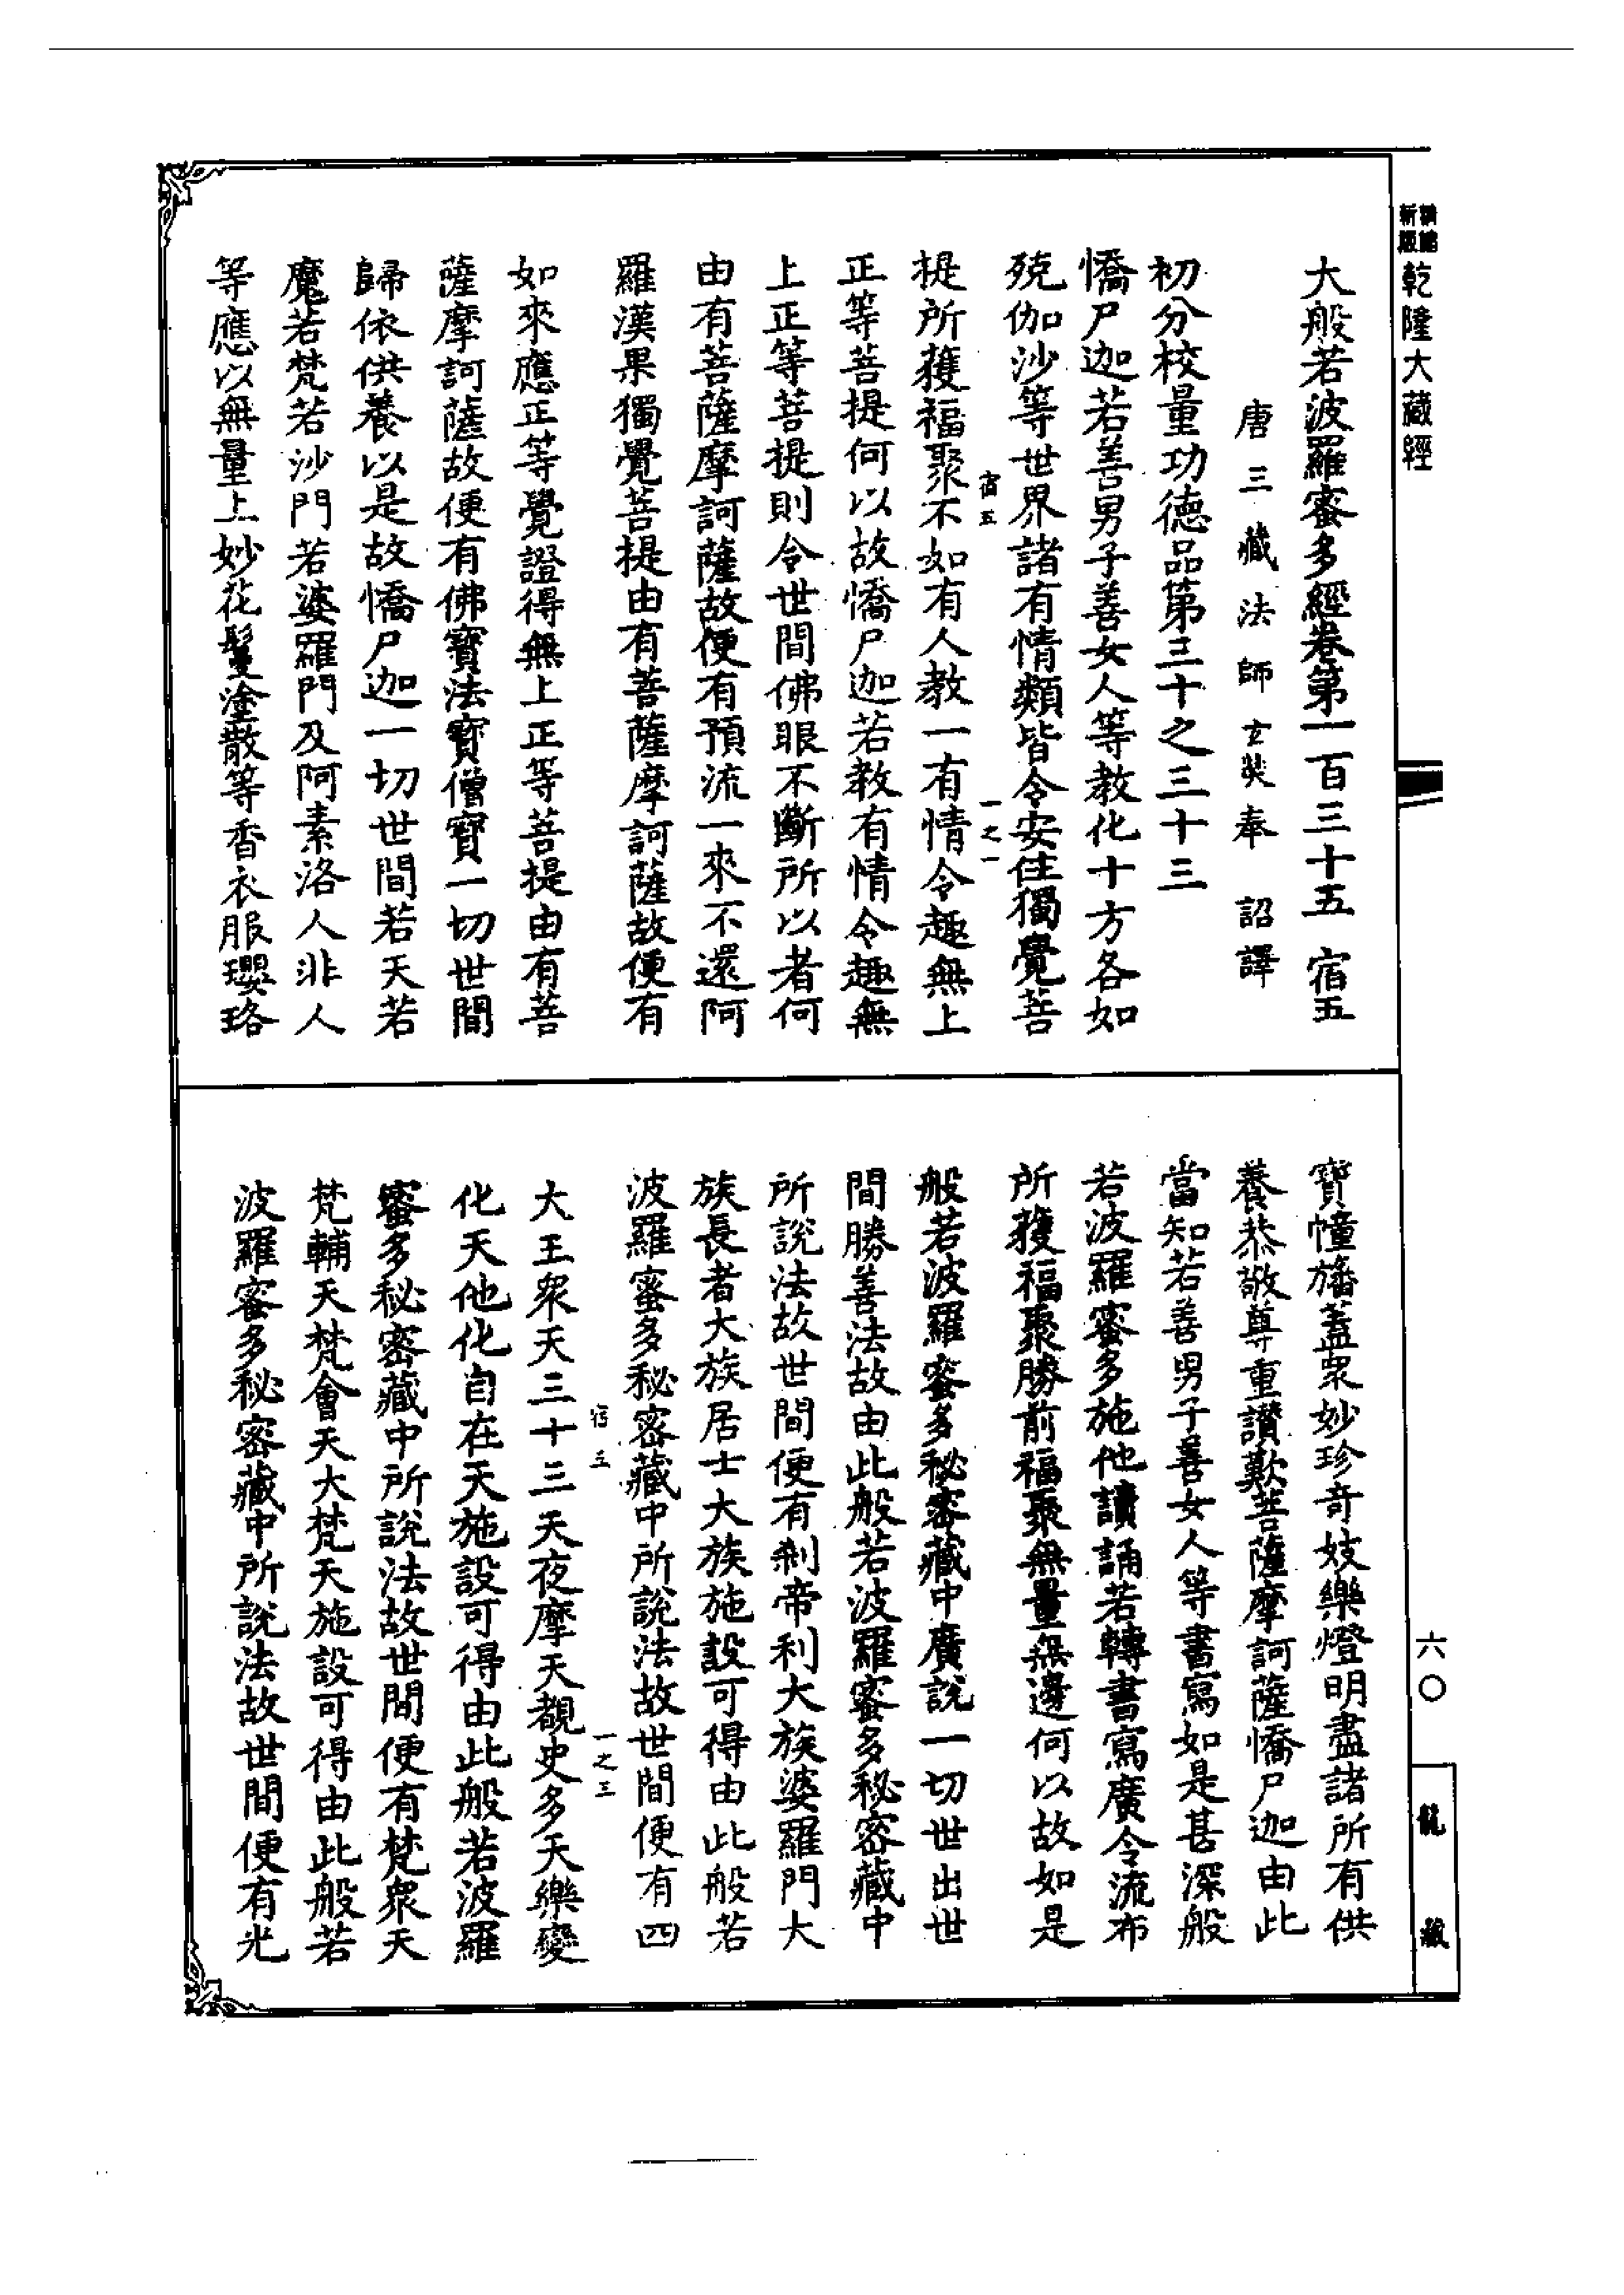 精繕新版乾隆大藏經
大般若波羅蜜多經卷第一百三十五 宿五
唐三藏法師玄奘奉 詔譯
初分校量功德品第三十之三十三
憍尸迦若善男子善女人等教化十方各如
殑伽沙等世界諸有情類皆令安住獨覺菩
宿五 一之一
提所獲福聚不如有人教一有情令趣無上
正等菩提何以故憍尸迦若教有情令趣無
上正等菩提則令世間佛眼不斷所以者何
由有菩薩摩訶薩故便有預流一來不還阿
羅漢果獨覺菩提由有菩薩摩訶薩故便有
如來應正等覺證得無上正等菩提由有菩
薩摩訶薩故便有佛寶法寶僧寶一切世間
歸依供養以是故憍尸迦一切世間若天若
魔若梵若沙門若婆羅門及阿素洛人非人
等應以無量上妙花鬘塗散等香衣服瓔珞
寶幢旛蓋眾妙珍奇妓樂燈明盡諸所有供
養恭敬尊重讚歎菩薩摩訶薩憍尸迦由此
當知若善男子善女人等書寫如是甚深般
若波羅蜜多施他讀誦若轉書寫廣令流布
所獲福聚勝前福聚無量無邊何以故如是
般若波羅蜜多秘密藏中廣說一切世出世
間勝善法故由此般若波羅蜜多秘密藏中
所說法故世間便有剎帝利大族婆羅門大
族長者大族居士大族施設可得由此般若
波羅蜜多秘密藏中所說法故世間便有四
宿三 一之三
大王眾天三十三天夜摩天覩史多天樂變
化天他化自在天施設可得由此般若波羅
蜜多秘密藏中所說法故世間便有梵眾天
梵輔天梵會天大梵天施設可得由此般若
波羅蜜多秘密藏中所說法故世間便有光
六〇
龍藏